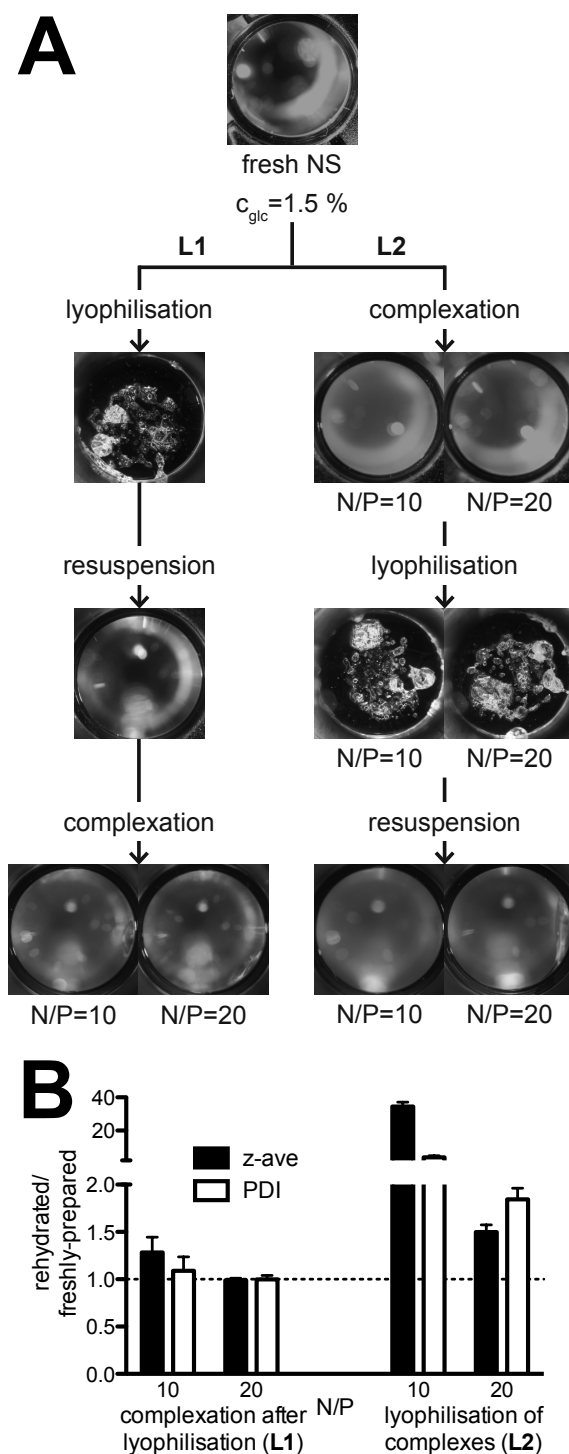 A
fresh NS
c_glc=1.5 %
L1 L2
lyophilisation complexation
N/P=10 N/P=20
resuspension lyophilisation
N/P=10 N/P=20
complexation resuspension
N/P=10 N/P=20 N/P=10 N/P=20
B
40
20
2.0
1.5
1.0
0.5
0.0
rehydrated/
freshly-prepared
z-ave
PDI
10 20 N/P 10 20
complexation after
lyophilisation (L1)
lyophilisation of
complexes (L2)